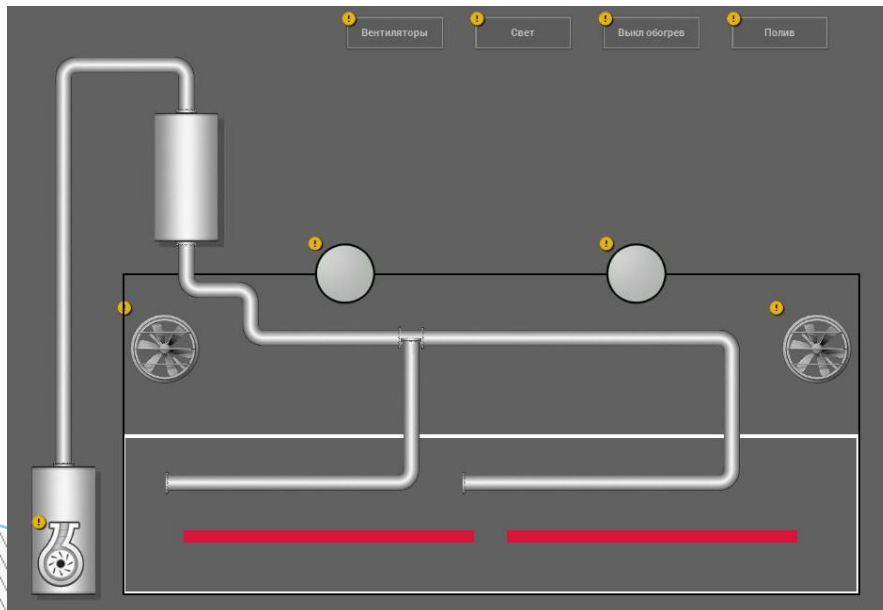 Вентиляторы
Свет
Выкл обогрев
Полив